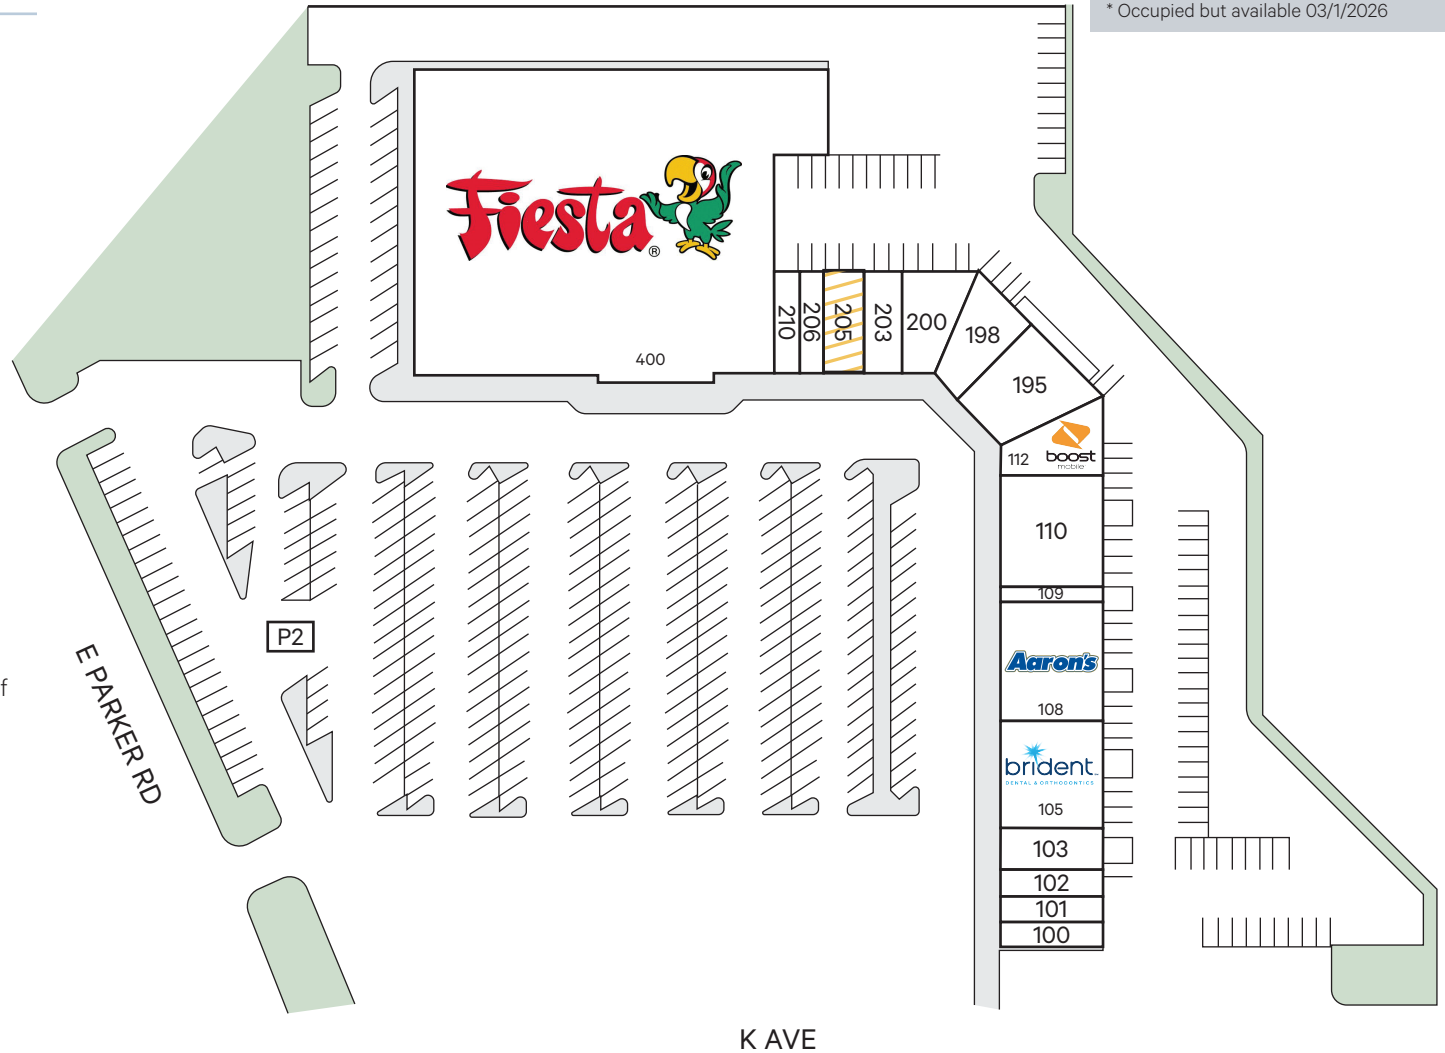 * Occupied but available 03/1/2026
Fiesta®
400
210
206
205
203
200
198
195
112
boost
mobile
110
109
Aaron's
108
brident
DENTAL & ORTHODONTICS
105
103
102
101
100
P2
f
E PARKER RD
K AVE